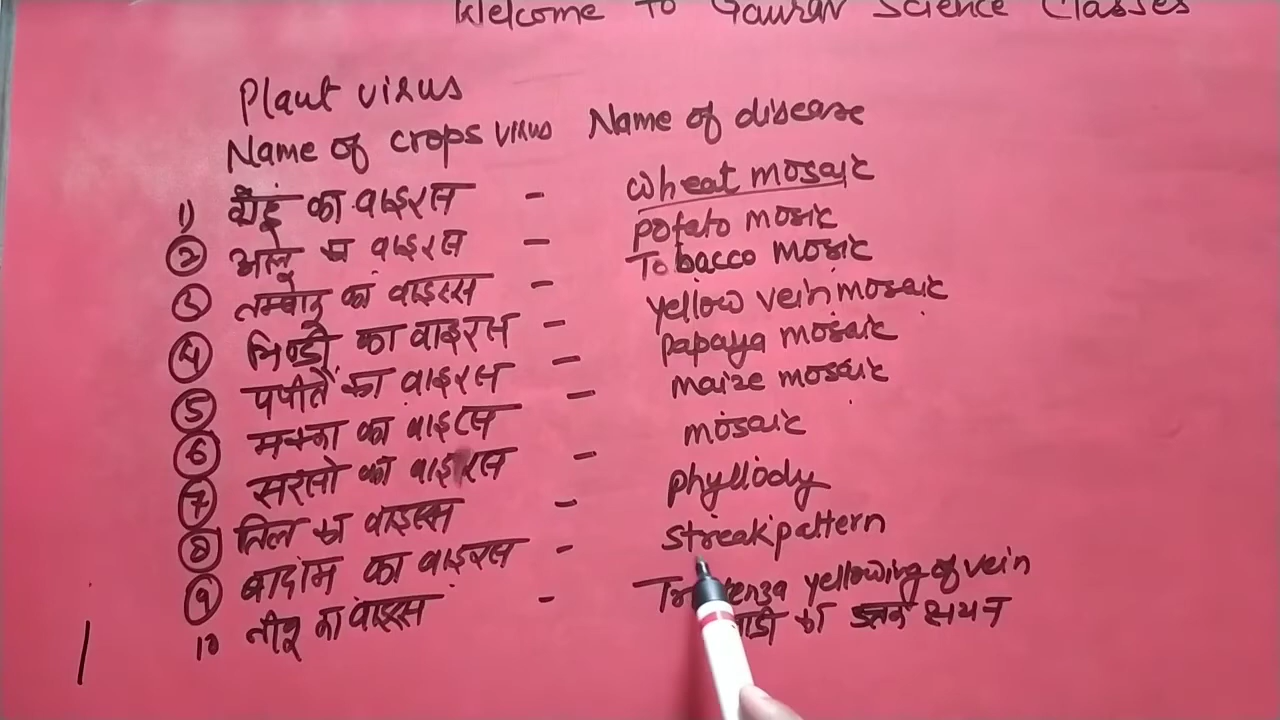 Welcome To Gaurav Science Classes
Plant virus
Name of crops virus Name of disease
1) गेहूं का वाइरस - wheat mosaic
2 आलू का वाइरस - potato mosic
3 तम्बाकू का वाइरस - Tobacco mosic
4 भिण्डी का वाइरस - yellow vein mosaic
5 पपीते का वाइरस - papaya mosaic
6 मक्का का वाइरस - maize mosaic
7 सरसो का वाइरस - mosaic
8 तिल का वाइरस - phyllody
9 बादाम का वाइरस - streak pattern
10 नीबू का वाइरस - yellowing of vein